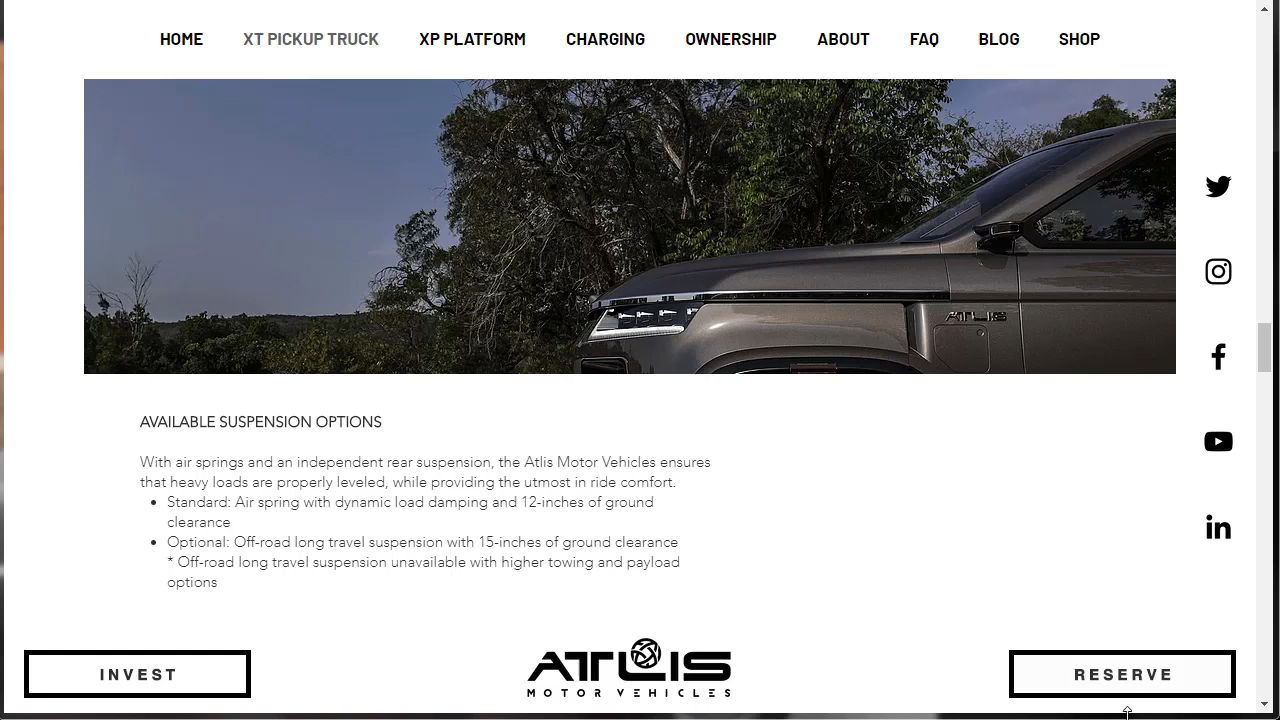 HOME XT PICKUP TRUCK XP PLATFORM CHARGING OWNERSHIP ABOUT FAQ BLOG SHOP
ATLIS
AVAILABLE SUSPENSION OPTIONS
With air springs and an independent rear suspension, the Atlis Motor Vehicles ensures
that heavy loads are properly leveled, while providing the utmost in ride comfort.
• Standard: Air spring with dynamic load damping and 12-inches of ground
clearance
• Optional: Off-road long travel suspension with 15-inches of ground clearance
* Off-road long travel suspension unavailable with higher towing and payload
options
INVEST
ATLIS
MOTOR VEHICLES
RESERVE